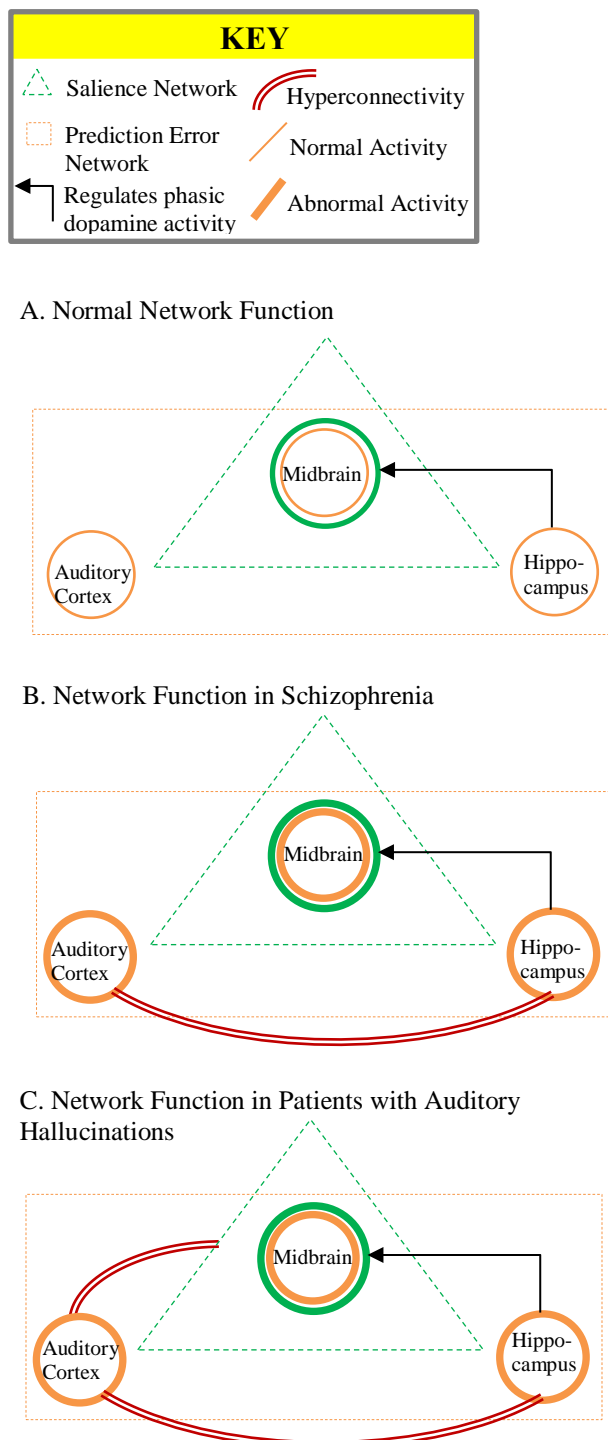 KEY
Salience Network
Hyperconnectivity
Prediction Error
Network
Normal Activity
Regulates phasic
dopamine activity
Abnormal Activity
A. Normal Network Function
Midbrain
Auditory
Cortex
Hippo-
campus
B. Network Function in Schizophrenia
Midbrain
Auditory
Cortex
Hippo-
campus
C. Network Function in Patients with Auditory
Hallucinations
Midbrain
Auditory
Cortex
Hippo-
campus